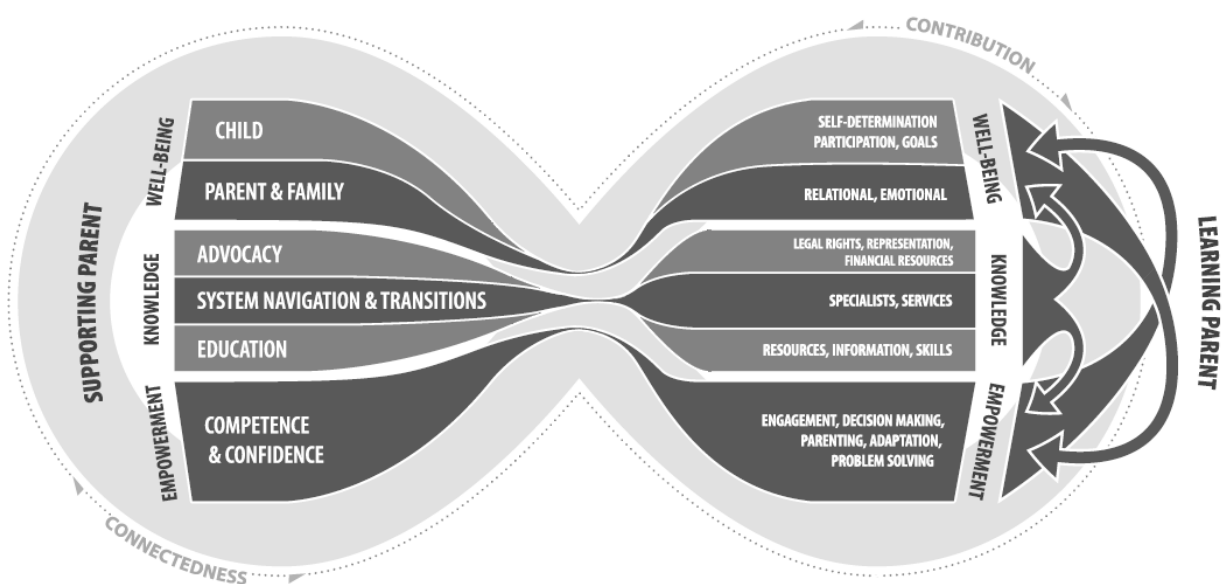 CONTRIBUTION
SUPPORTING PARENT
WELL-BEING
CHILD
PARENT & FAMILY
KNOWLEDGE
ADVOCACY
SYSTEM NAVIGATION & TRANSITIONS
EDUCATION
EMPOWERMENT
COMPETENCE
& CONFIDENCE
CONNECTEDNESS
SELF-DETERMINATION
PARTICIPATION, GOALS
RELATIONAL, EMOTIONAL
WELL-BEING
LEGAL RIGHTS, REPRESENTATION,
FINANCIAL RESOURCES
SPECIALISTS, SERVICES
RESOURCES, INFORMATION, SKILLS
KNOWLEDGE
ENGAGEMENT, DECISION MAKING,
PARENTING, ADAPTATION,
PROBLEM SOLVING
EMPOWERMENT
LEARNING PARENT